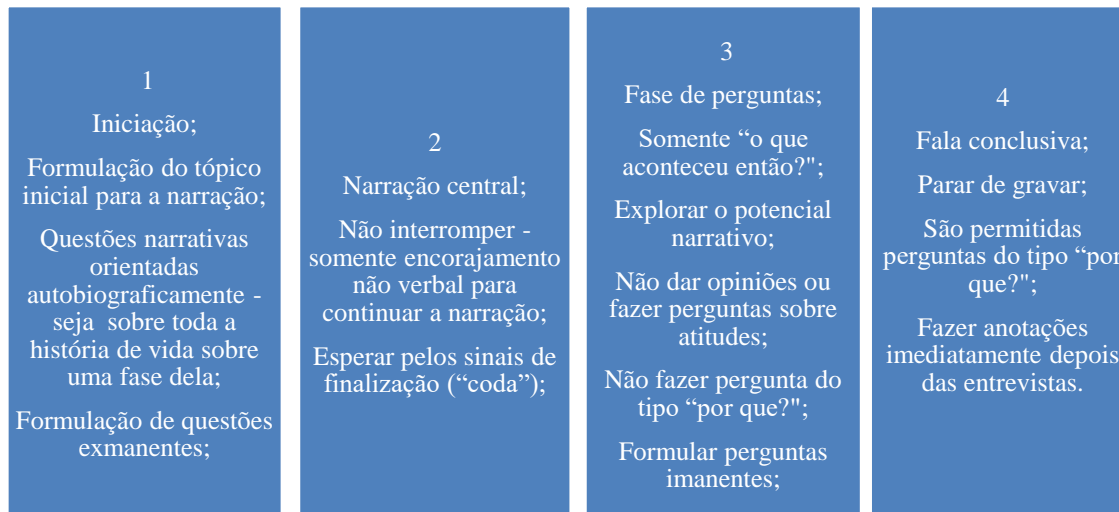 1
Iniciação;
Formulação do tópico
inicial para a narração;
Questões narrativas
orientadas
autobiograficamente -
seja sobre toda a
história de vida sobre
uma fase dela;
Formulação de questões
exmanentes;
2
Narração central;
Não interromper -
somente encorajamento
não verbal para
continuar a narração;
Esperar pelos sinais de
finalização (“coda”);
3
Fase de perguntas;
Somente “o que
aconteceu então?";
Explorar o potencial
narrativo;
Não dar opiniões ou
fazer perguntas sobre
atitudes;
Não fazer pergunta do
tipo “por que?";
Formular perguntas
imanentes;
4
Fala conclusiva;
Parar de gravar;
São permitidas
perguntas do tipo “por
que?";
Fazer anotações
imediatamente depois
das entrevistas.